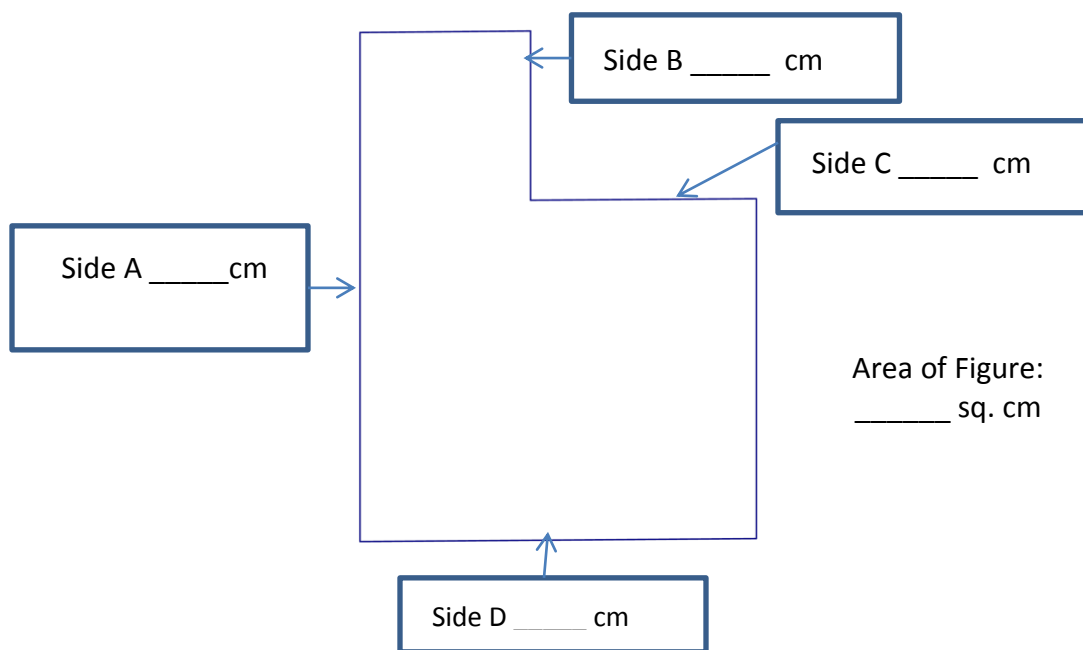 Side B _____ cm
Side C _____ cm
Side A _____cm
Area of Figure:
______ sq. cm
Side D _____ cm